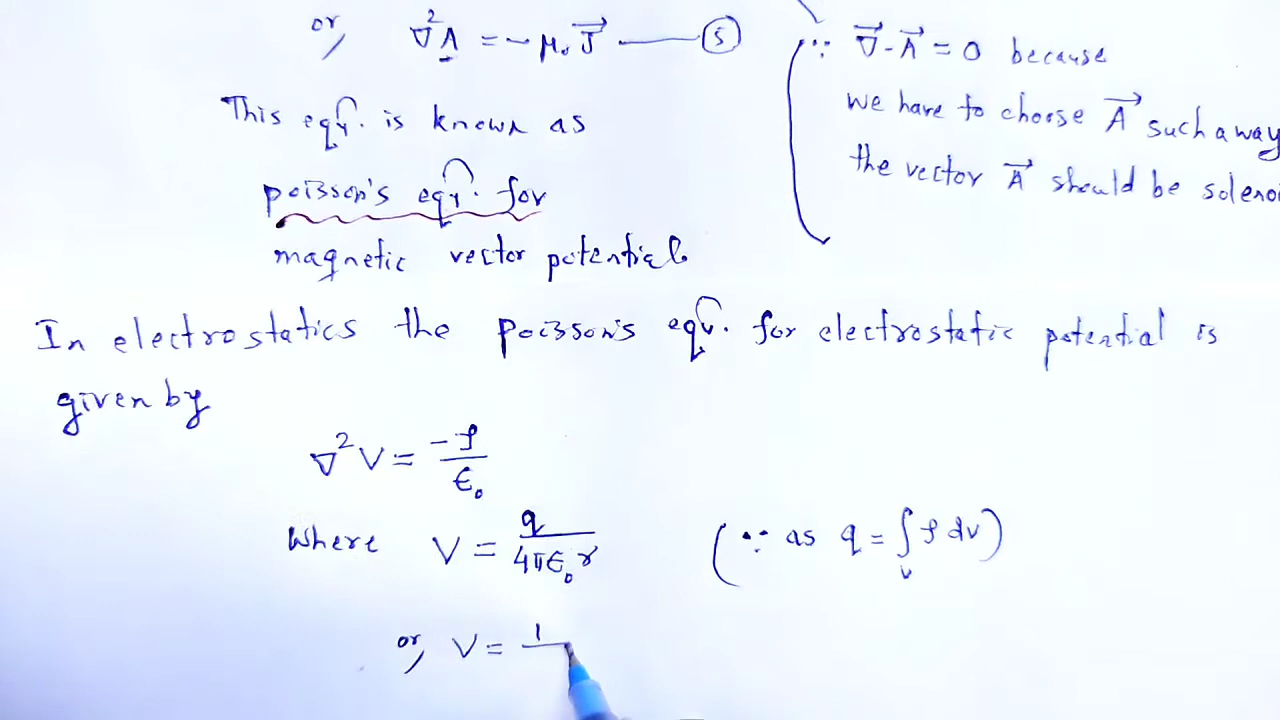 or, ∇²A = -μ₀J⃗ —— ⑤
∵ ∇⃗·A⃗ = 0 because
we have to choose A⃗ such a way
the vector A⃗ should be solenoi
This eqn. is known as
poisson's eqn. for
magnetic vector potential
In electrostatics the Poisson's eqn. for electrostatic potential is
given by
∇²V = -ρ/ε₀
Where V = q/4πε₀r (∵ as q = ∫ᵥ ρ dv)
or, V = 1